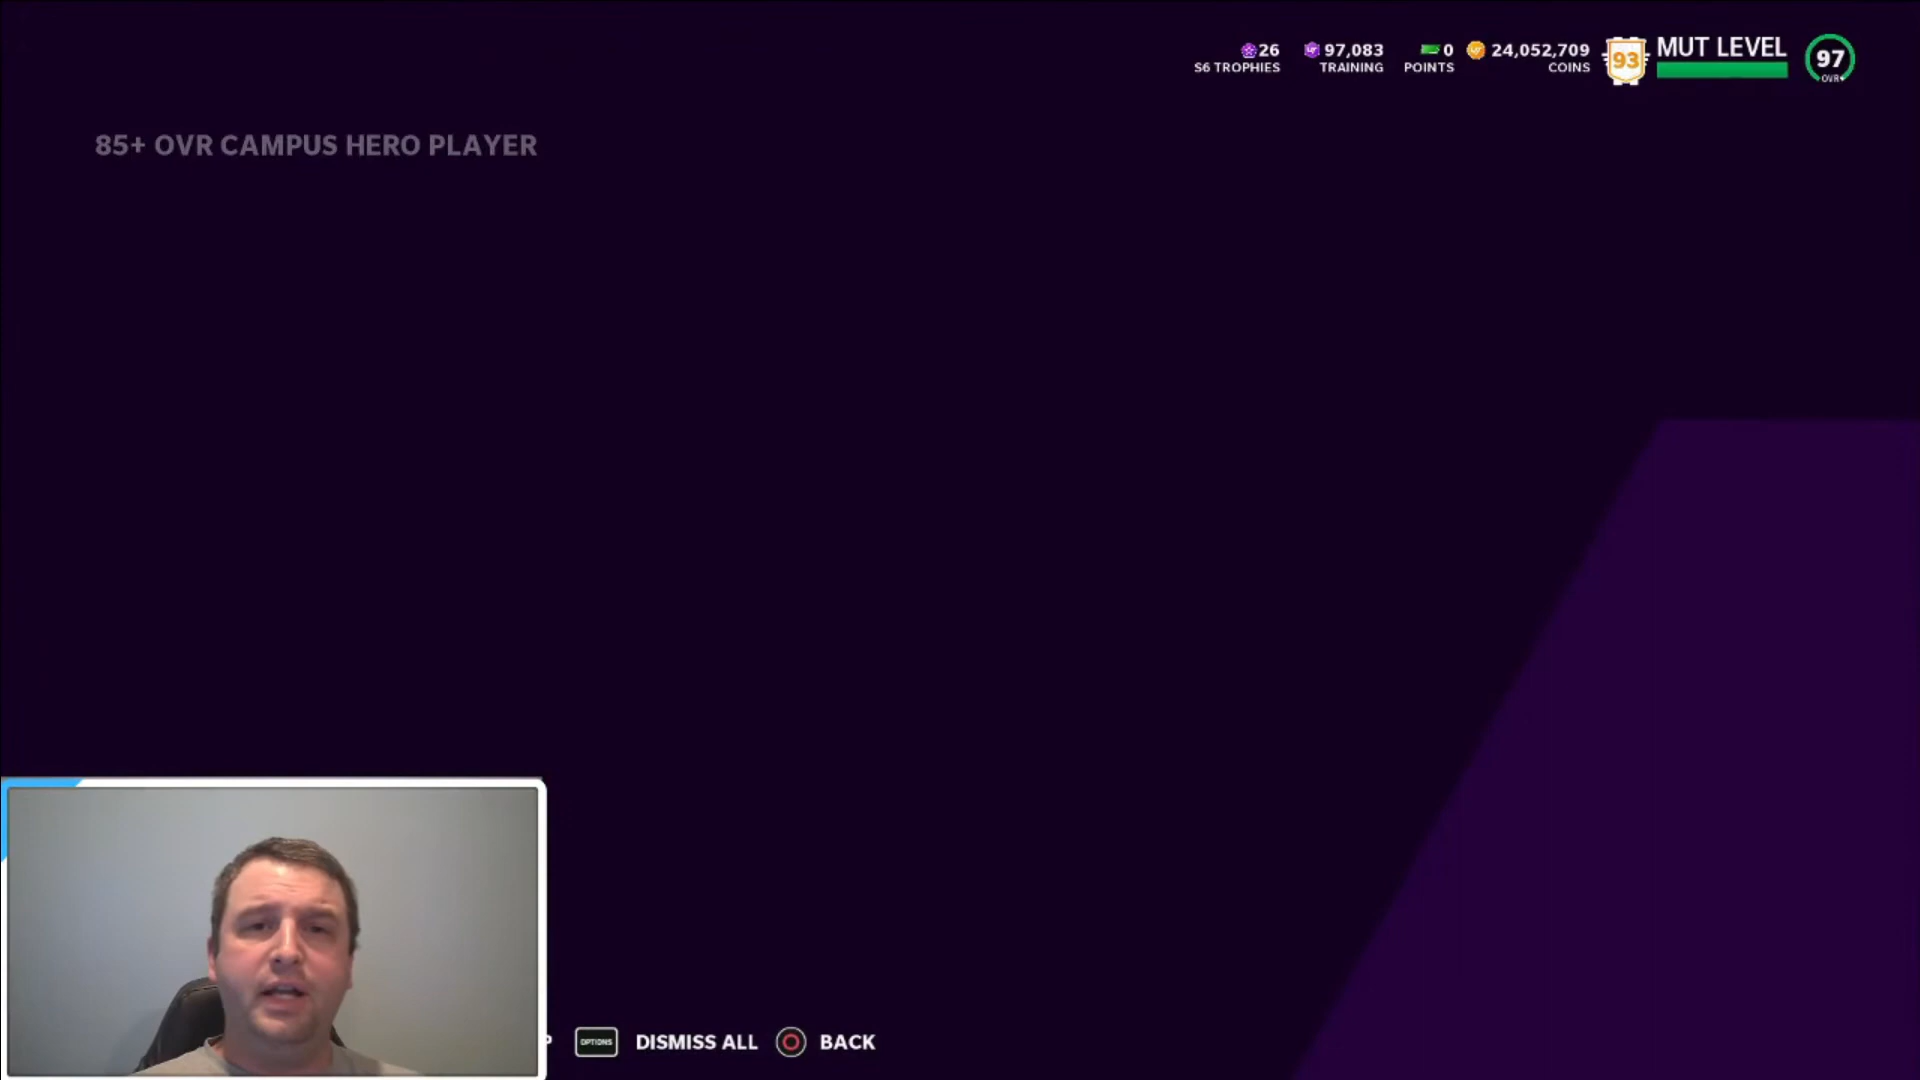 26
S6 TROPHIES
97,083
TRAINING
0
POINTS
24,052,709
COINS
93
MUT LEVEL
97
OVR
85+ OVR CAMPUS HERO PLAYER
OPTIONS
DISMISS ALL
BACK